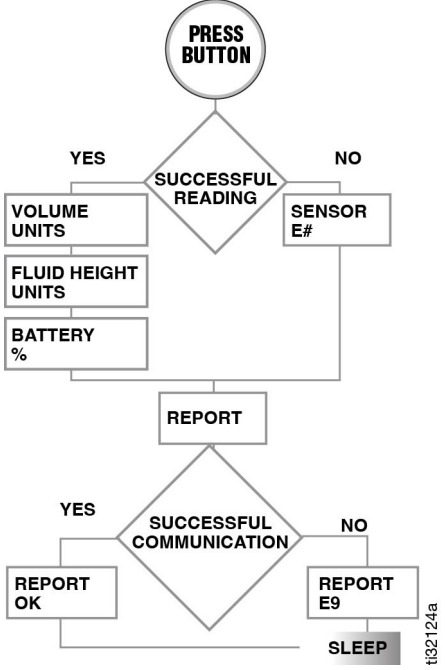 PRESS
BUTTON
YES
NO
SUCCESSFUL
READING
VOLUME
UNITS
SENSOR
E#
FLUID HEIGHT
UNITS
BATTERY
%
REPORT
YES
NO
SUCCESSFUL
COMMUNICATION
REPORT
OK
REPORT
E9
SLEEP
ti32124a